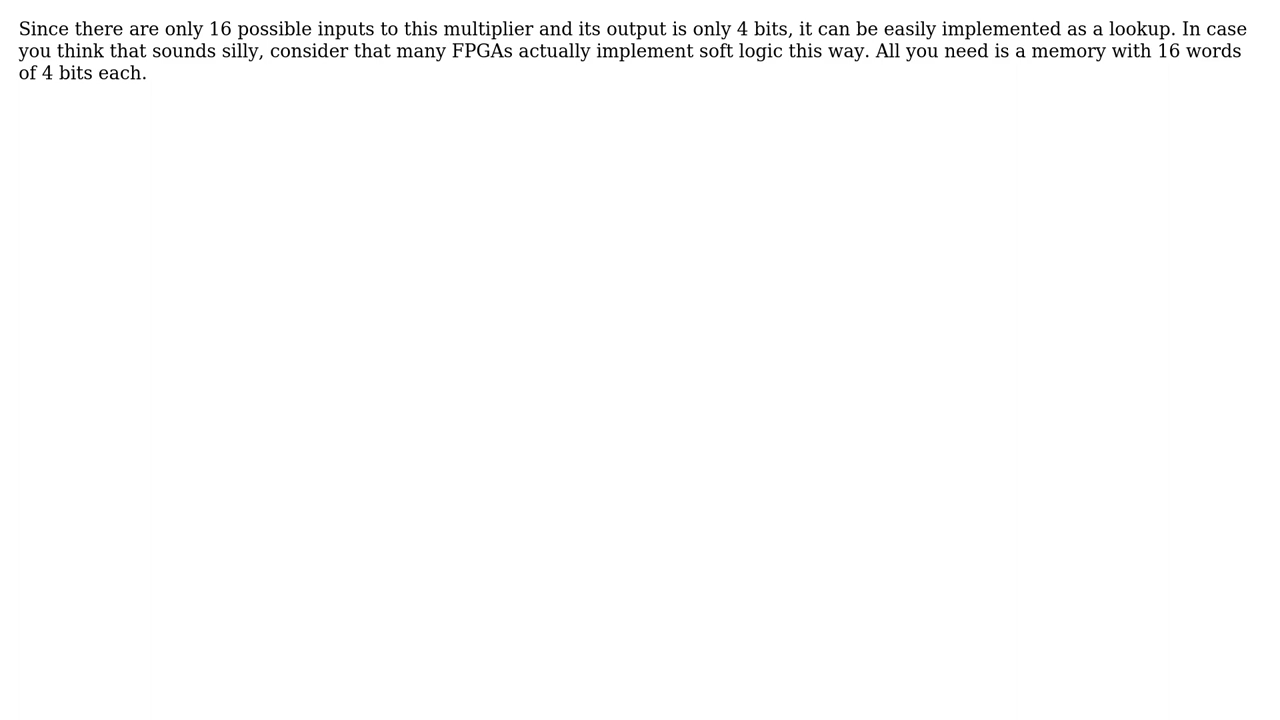 Since there are only 16 possible inputs to this multiplier and its output is only 4 bits, it can be easily implemented as a lookup. In case
you think that sounds silly, consider that many FPGAs actually implement soft logic this way. All you need is a memory with 16 words
of 4 bits each.